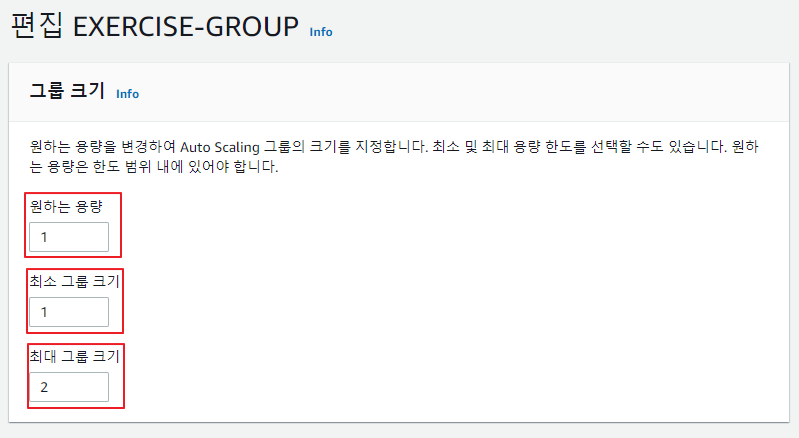 편집 EXERCISE-GROUP Info
그룹 크기 Info
원하는 용량을 변경하여 Auto Scaling 그룹의 크기를 지정합니다. 최소 및 최대 용량 한도를 선택할 수도 있습니다. 원하
는 용량은 한도 범위 내에 있어야 합니다.
원하는 용량
1
최소 그룹 크기
1
최대 그룹 크기
2